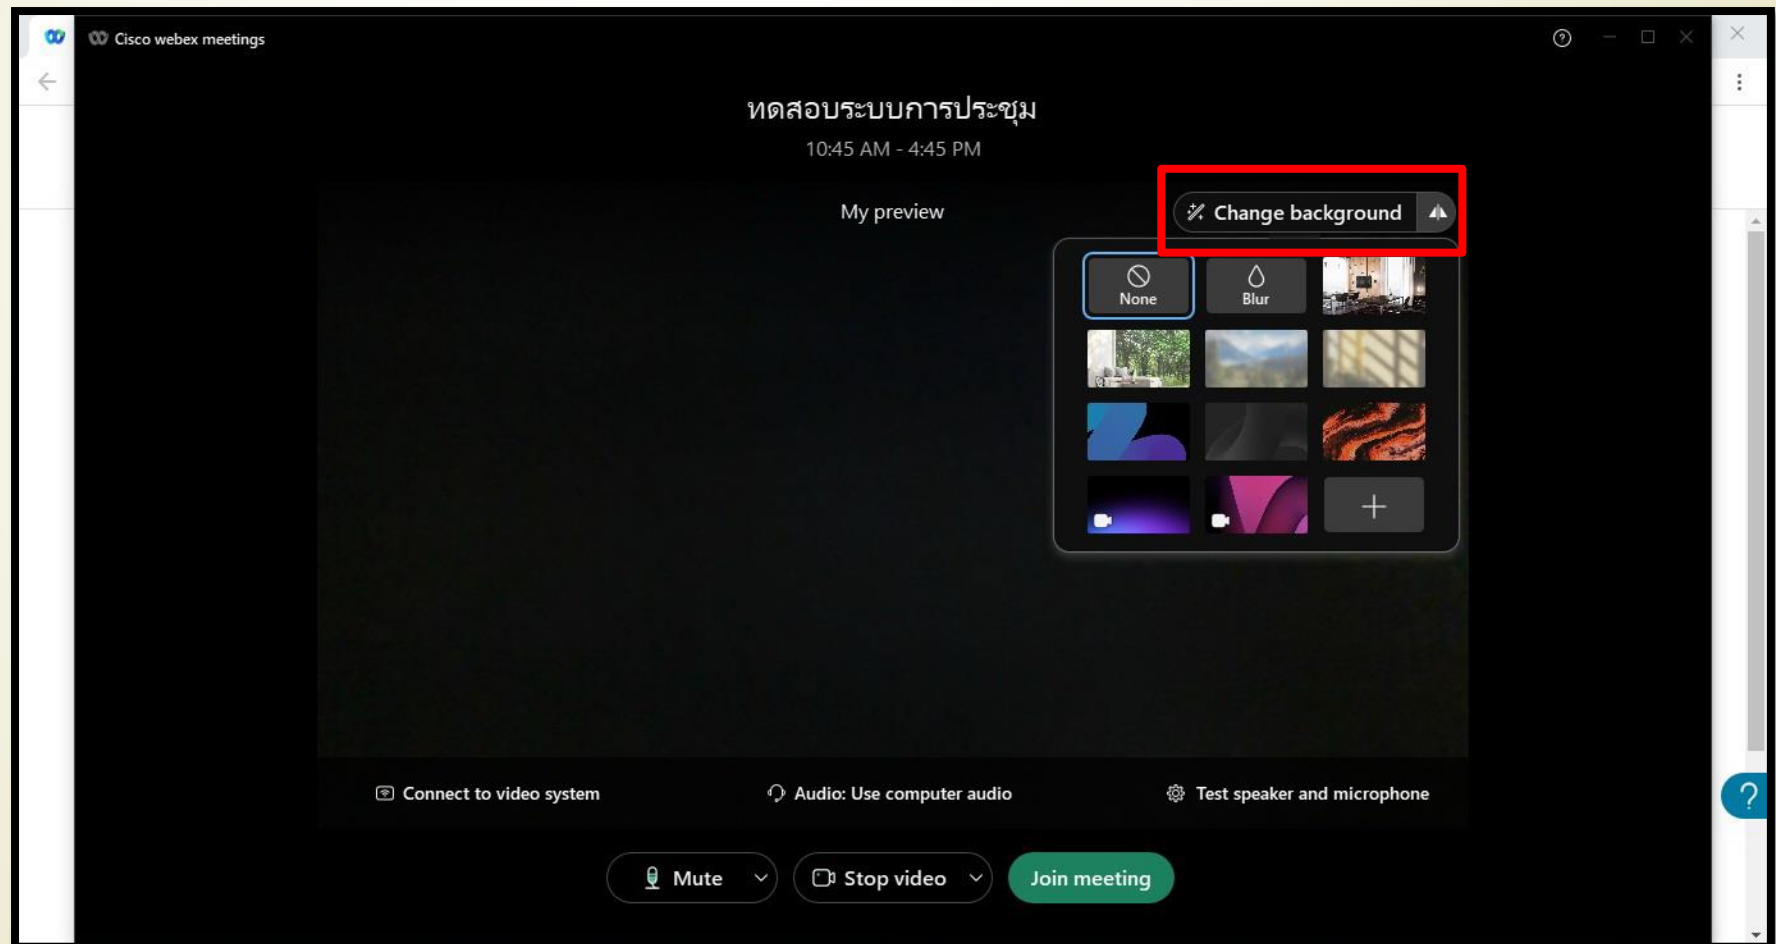 Cisco webex meetings
ทดสอบระบบการประชุม
10:45 AM - 4:45 PM
My preview
Change background
None
Blur
Connect to video system
Audio: Use computer audio
Test speaker and microphone
Mute
Stop video
Join meeting
?